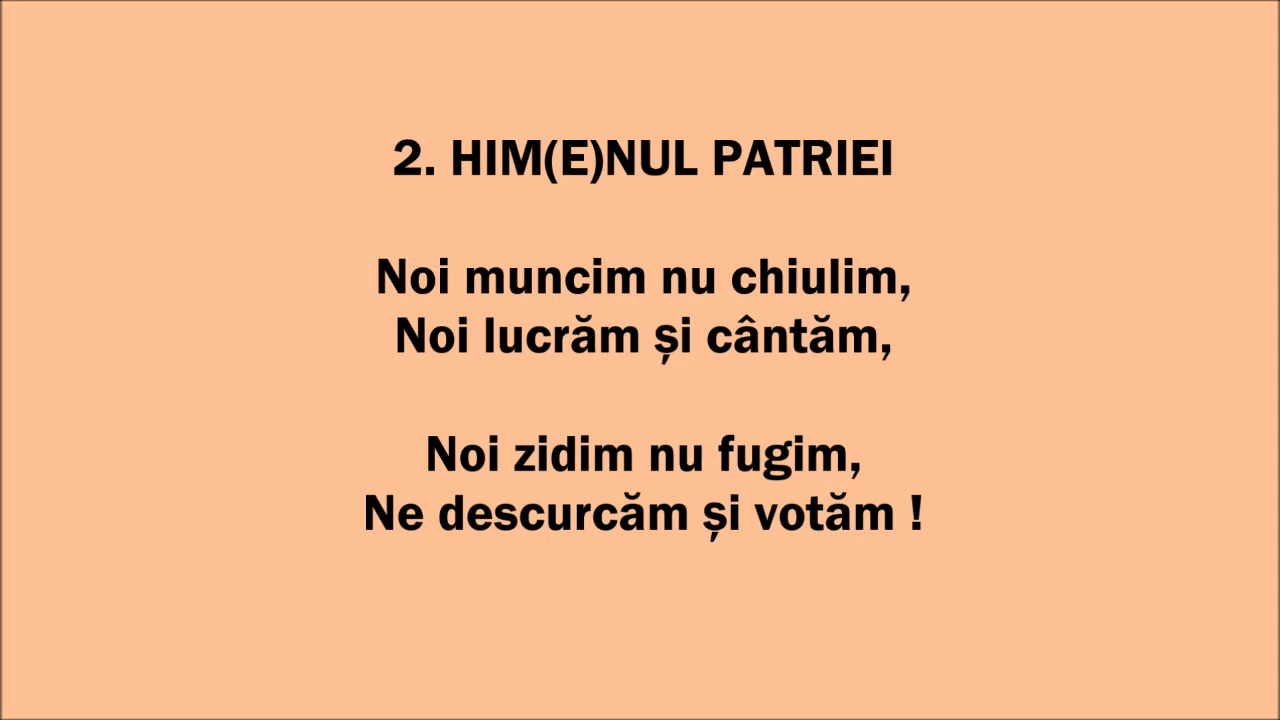 2. HIM(E)NUL PATRIEI
Noi muncim nu chiulim,
Noi lucrăm și cântăm,
Noi zidim nu fugim,
Ne descurcăm și votăm !